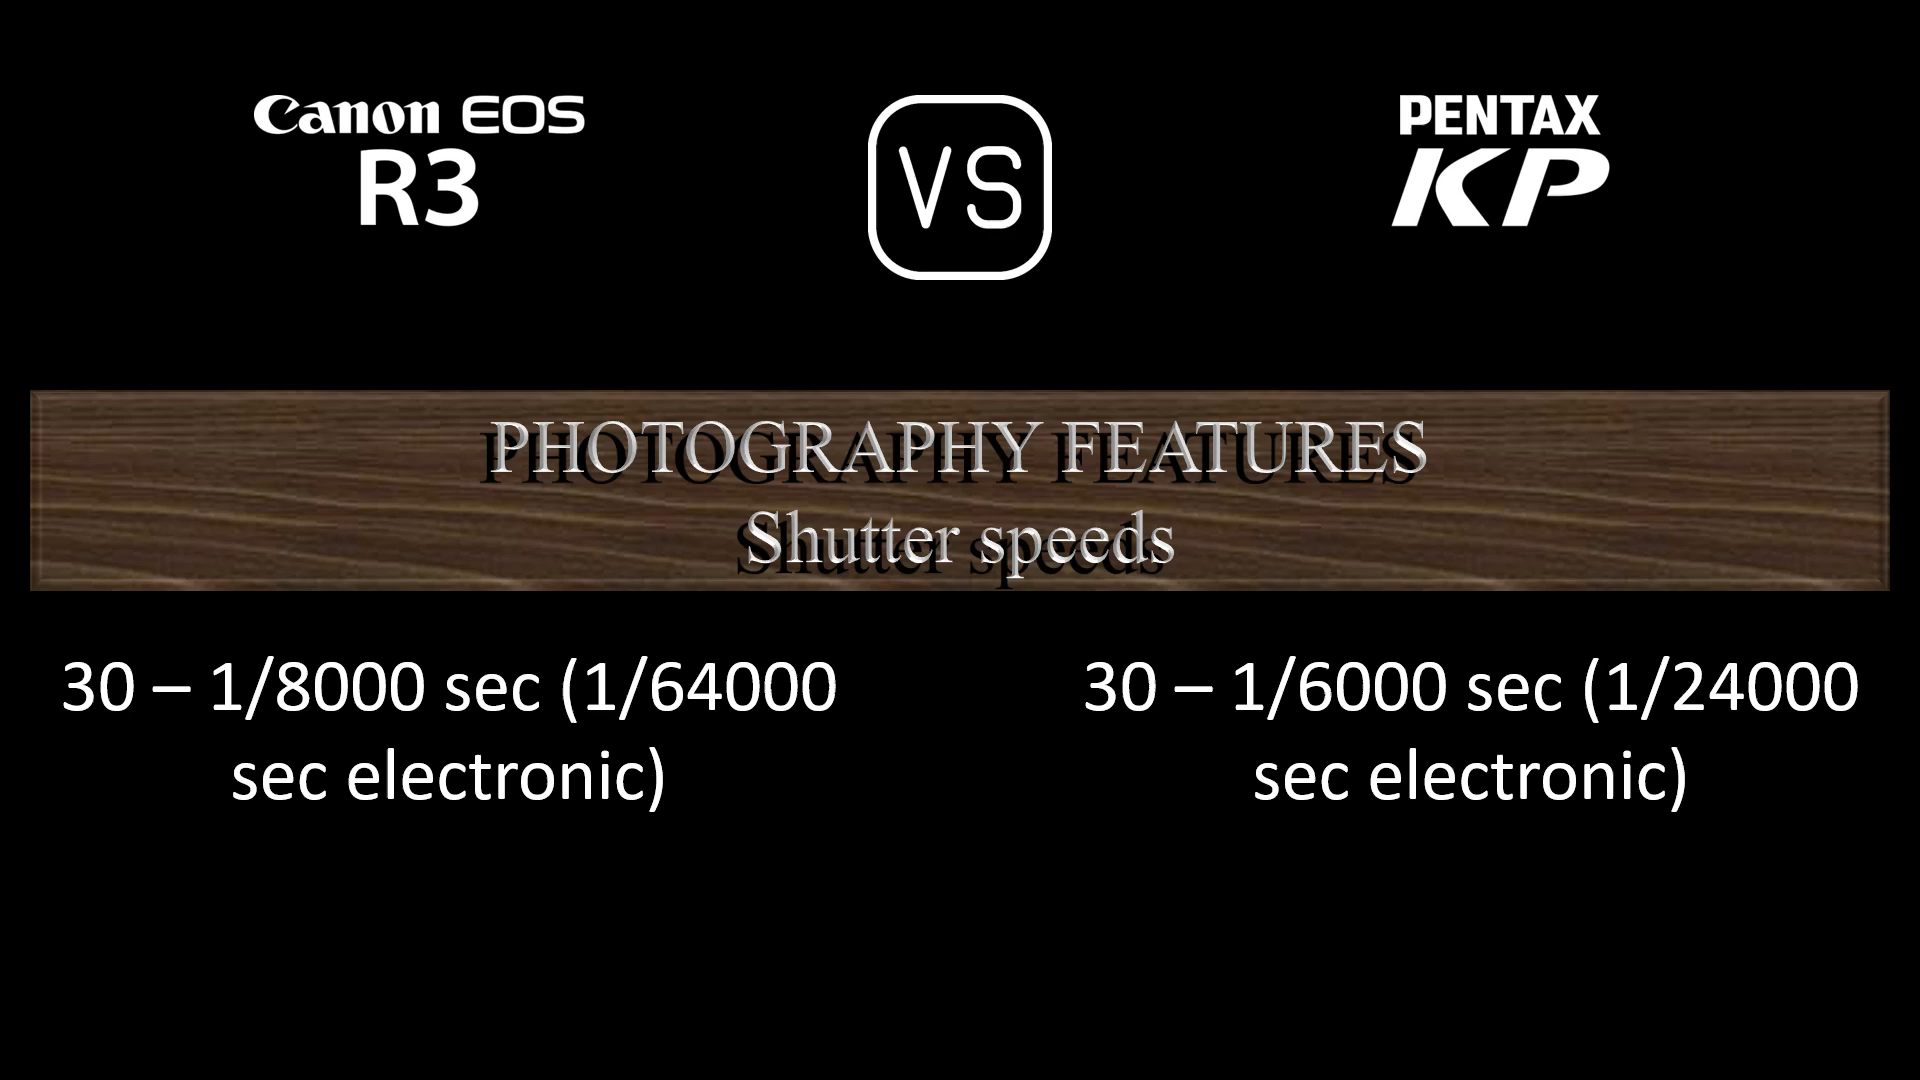 Canon EOS
R3
VS
PENTAX
KP
PHOTOGRAPHY FEATURES
Shutter speeds
30 – 1/8000 sec (1/64000
sec electronic)
30 – 1/6000 sec (1/24000
sec electronic)